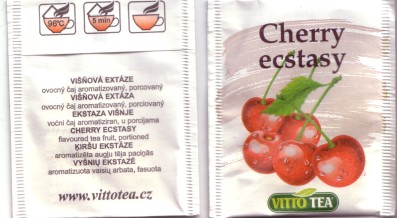 96°C
5 min
VIŠŇOVÁ EXTÁZE
ovocný čaj aromatizovaný, porcovaný
VIŠŇOVÁ EXTÁZA
ovocný čaj aromatizovaný, porciovaný
EKSTAZA VIŠNJE
voćni čaj aromatiziran, u porcijama
CHERRY ECSTASY
flavoured tea fruit, portioned
ĶIRŠU EKSTĀZE
aromatizēta augļu tēja paciņās
VYŠNIŲ EKSTAZĖ
aromatizuota vaisių arbata, fasuota
www.vittotea.cz
Cherry
ecstasy
VITTO TEA